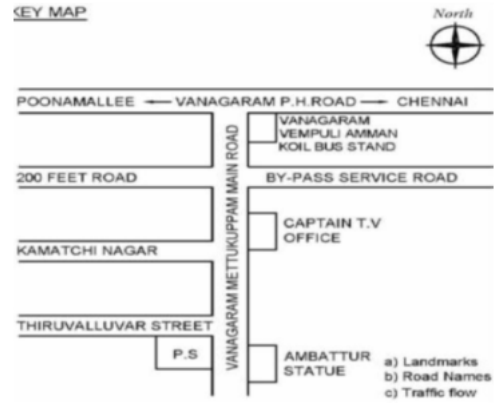 KEY MAP
North
POONAMALLEE VANAGARAM P.H.ROAD CHENNAI
VANAGARAM
VEMPULI AMMAN
KOIL BUS STAND
200 FEET ROAD
BY-PASS SERVICE ROAD
VANAGARAM METTUKUPPAM MAIN ROAD
CAPTAIN T.V
OFFICE
KAMATCHI NAGAR
THIRUVALLUVAR STREET
P.S
AMBATTUR
STATUE
a) Landmarks
b) Road Names
c) Traffic flow